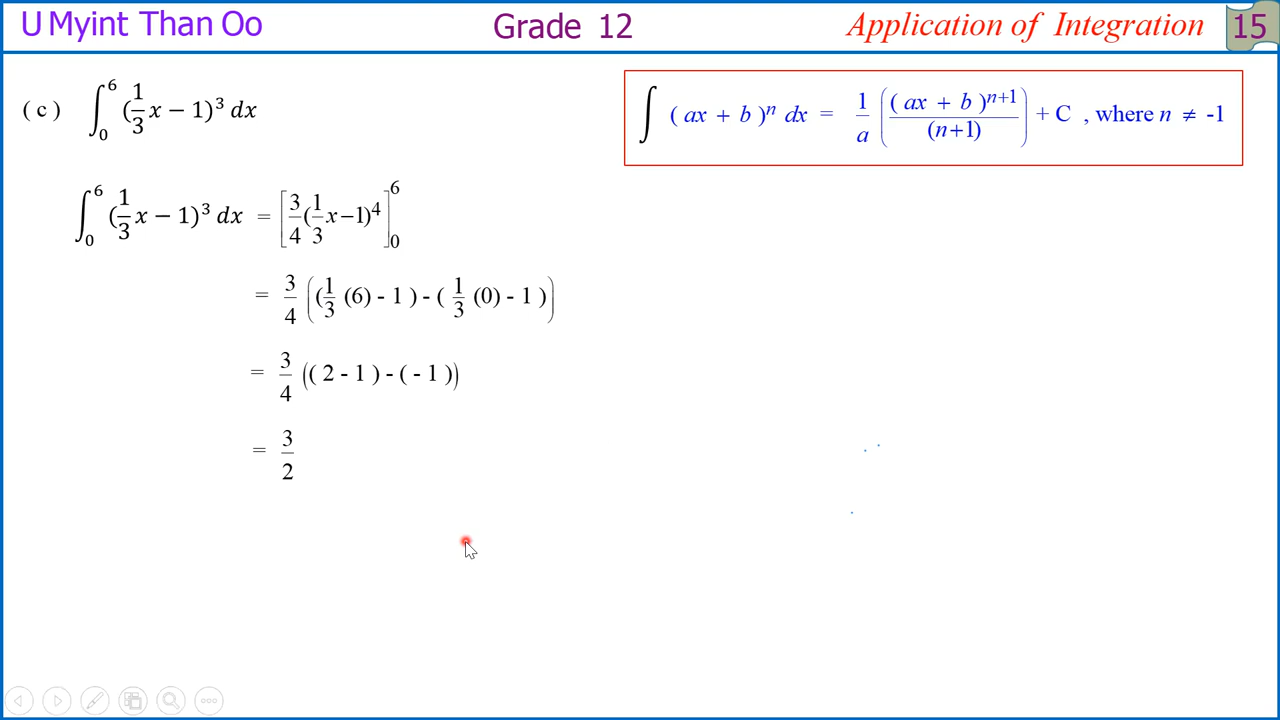 U Myint Than Oo Grade 12 Application of Integration 15
( c ) ∫₀⁶ (1/3 x − 1)³ dx
∫ ( ax + b )ⁿ dx = 1/a ( ( ax + b )ⁿ⁺¹ / (n+1) ) + C , where n ≠ -1
∫₀⁶ (1/3 x − 1)³ dx = [ 3/4 (1/3 x−1)⁴ ]₀⁶
= 3/4 ( (1/3 (6) - 1 ) - ( 1/3 (0) - 1 ) )
= 3/4 ( ( 2 - 1 ) - ( - 1 ) )
= 3/2